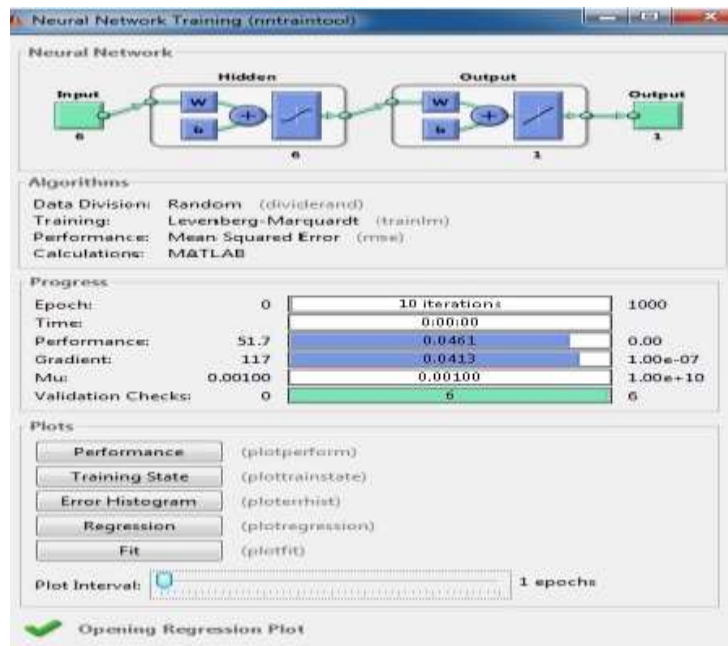 Neural Network Training (nntraintool)
Neural Network
Hidden
Output
Input
W
b
+
W
b
+
Output
6
6
1
1
Algorithms
Data Division: Random (dividerand)
Training: Levenberg-Marquardt (trainlm)
Performance: Mean Squared Error (mse)
Calculations: MATLAB
Progress
Epoch: 0 10 iterations 1000
Time: 0:00:00
Performance: 51.7 0.0461 0.00
Gradient: 117 0.0413 1.00e-07
Mu: 0.00100 0.00100 1.00e+10
Validation Checks: 0 6 6
Plots
Performance (plotperform)
Training State (plottrainstate)
Error Histogram (ploterrhist)
Regression (plotregression)
Fit (plotfit)
Plot Interval: 1 epochs
Opening Regression Plot